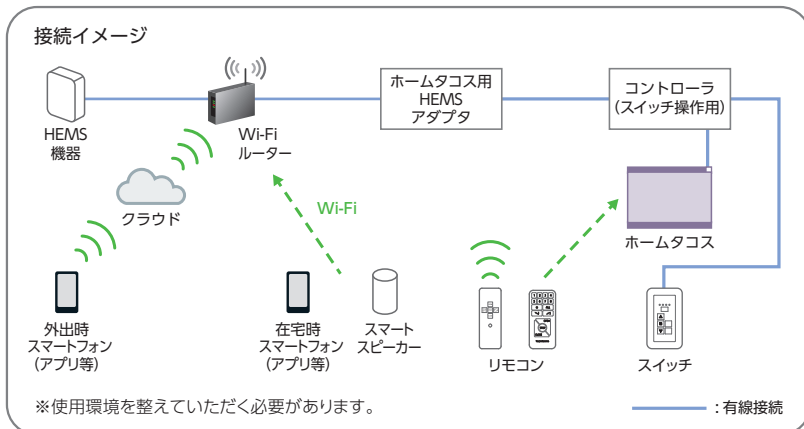 接続イメージ
HEMS
機器
Wi-Fi
ルーター
ホームタコス用
HEMS
アダプタ
コントローラ
(スイッチ操作用)
クラウド
Wi-Fi
ホームタコス
外出時
スマートフォン
(アプリ等)
在宅時
スマートフォン
(アプリ等)
スマート
スピーカー
リモコン
スイッチ
※使用環境を整えていただく必要があります。
:有線接続